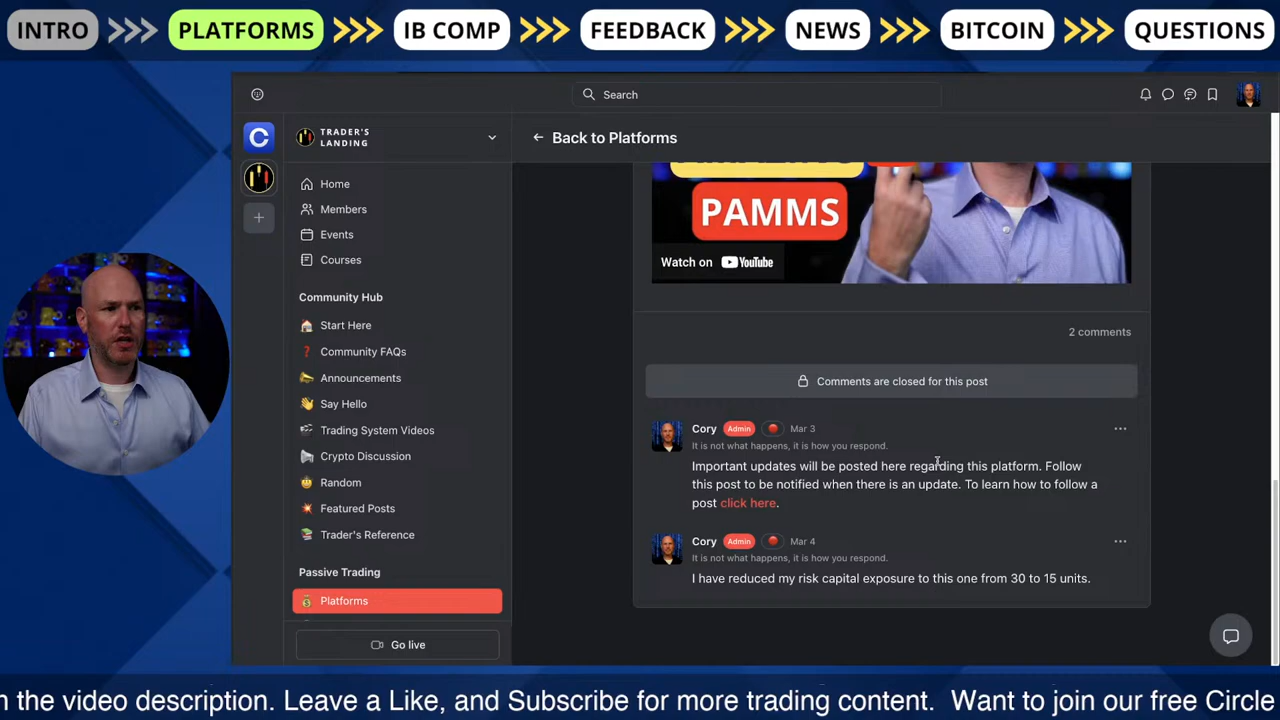 INTRO >>> PLATFORMS >>> IB COMP >>> FEEDBACK >>> NEWS >>> BITCOIN >>> QUESTIONS
Search
TRADER'S
LANDING
Back to Platforms
Home
Members
Events
Courses
Community Hub
Start Here
Community FAQs
Announcements
Say Hello
Trading System Videos
Crypto Discussion
Random
Featured Posts
Trader's Reference
Passive Trading
Platforms
Go live
PAMMS
Watch on YouTube
2 comments
Comments are closed for this post
Cory Admin Mar 3
It is not what happens, it is how you respond.
Important updates will be posted here regarding this platform. Follow
this post to be notified when there is an update. To learn how to follow a
post click here.
Cory Admin Mar 4
It is not what happens, it is how you respond.
I have reduced my risk capital exposure to this one from 30 to 15 units.
n the video description. Leave a Like, and Subscribe for more trading content. Want to join our free Circle